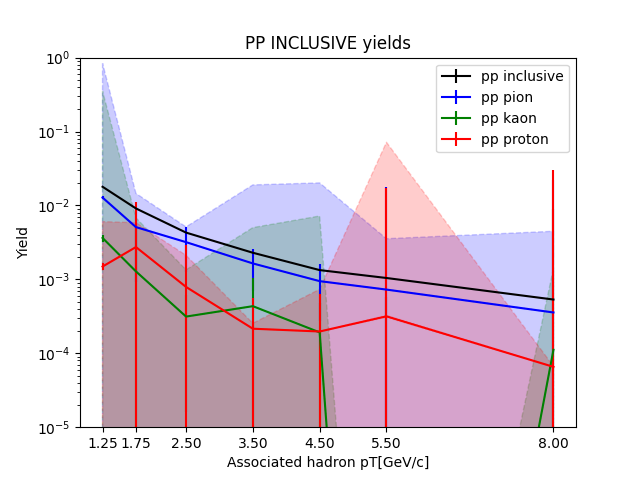 PP INCLUSIVE yields
pp inclusive
pp pion
pp kaon
pp proton
Yield
10^0
10^-1
10^-2
10^-3
10^-4
10^-5
1.25 1.75 2.50 3.50 4.50 5.50 8.00
Associated hadron pT[GeV/c]